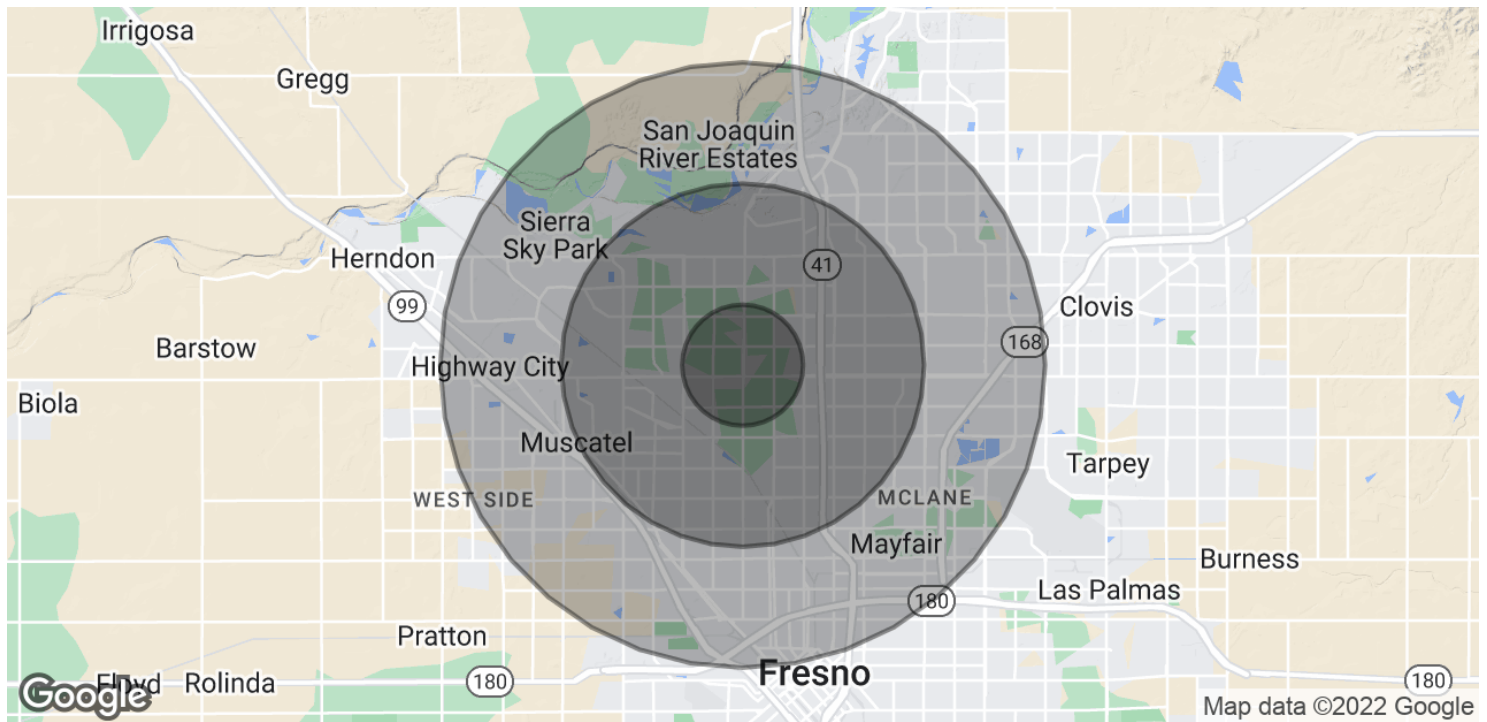 Irrigosa
Gregg
San Joaquin
River Estates
Sierra
Sky Park
Herndon
41
99
Clovis
Barstow
168
Highway City
Biola
Muscatel
Tarpey
WEST SIDE
MCLANE
Mayfair
Burness
Las Palmas
180
Pratton
Fresno
Floyd
Rolinda
180
180
Google
Map data ©2022 Google